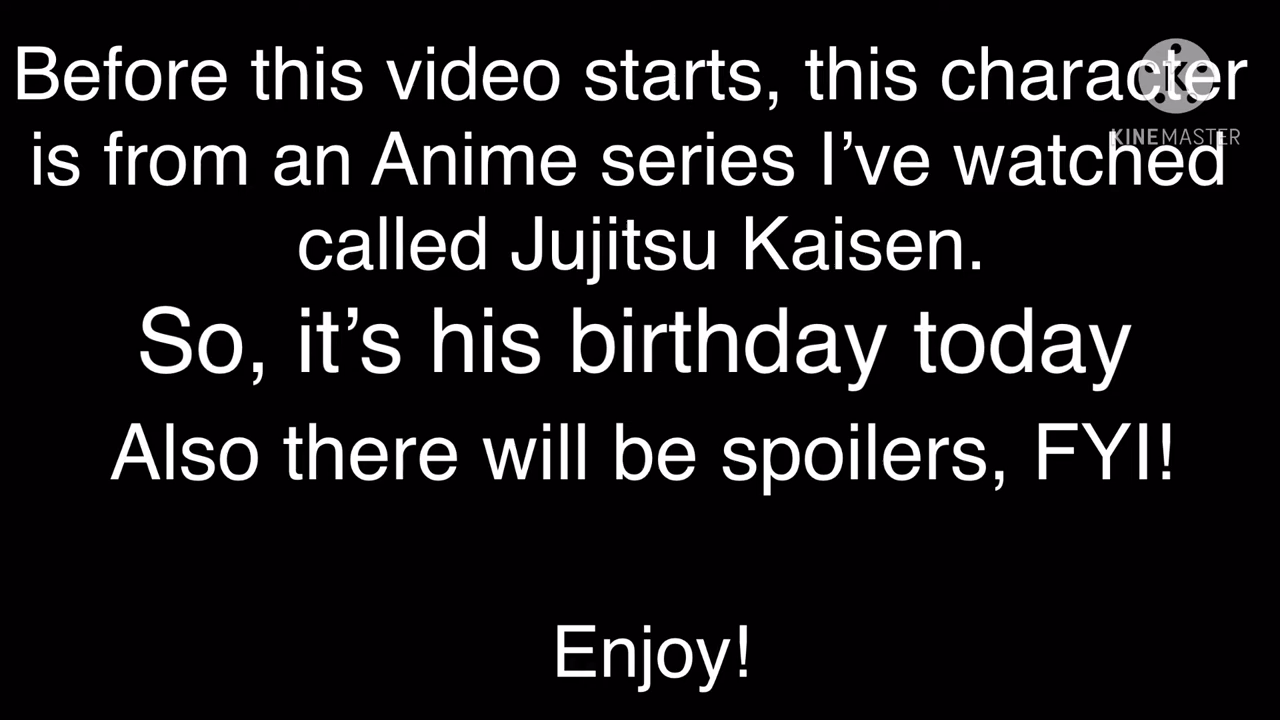 Before this video starts, this character
is from an Anime series I’ve watched
called Jujitsu Kaisen.
So, it’s his birthday today
Also there will be spoilers, FYI!
Enjoy!
K
KINEMASTER